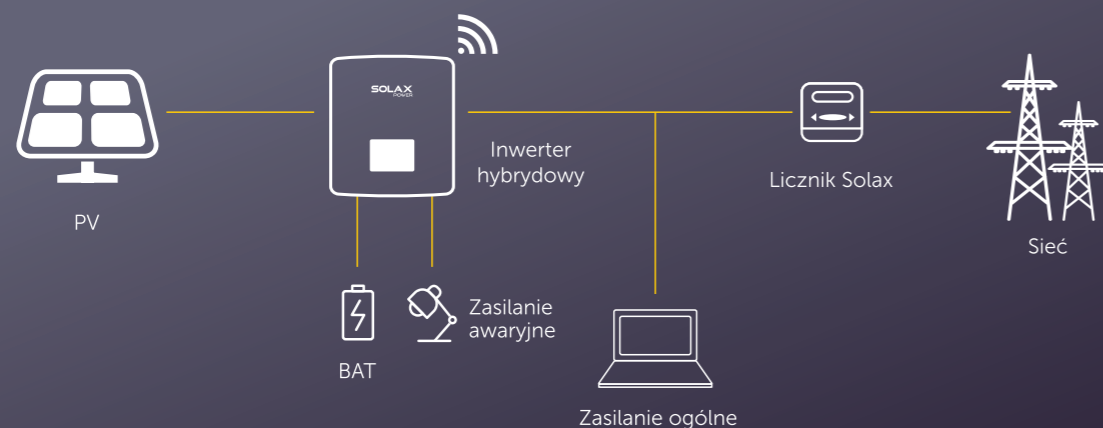 SOLAX
POWER
Inwerter
hybrydowy
Licznik Solax
PV
Sieć
Zasilanie
awaryjne
BAT
Zasilanie ogólne